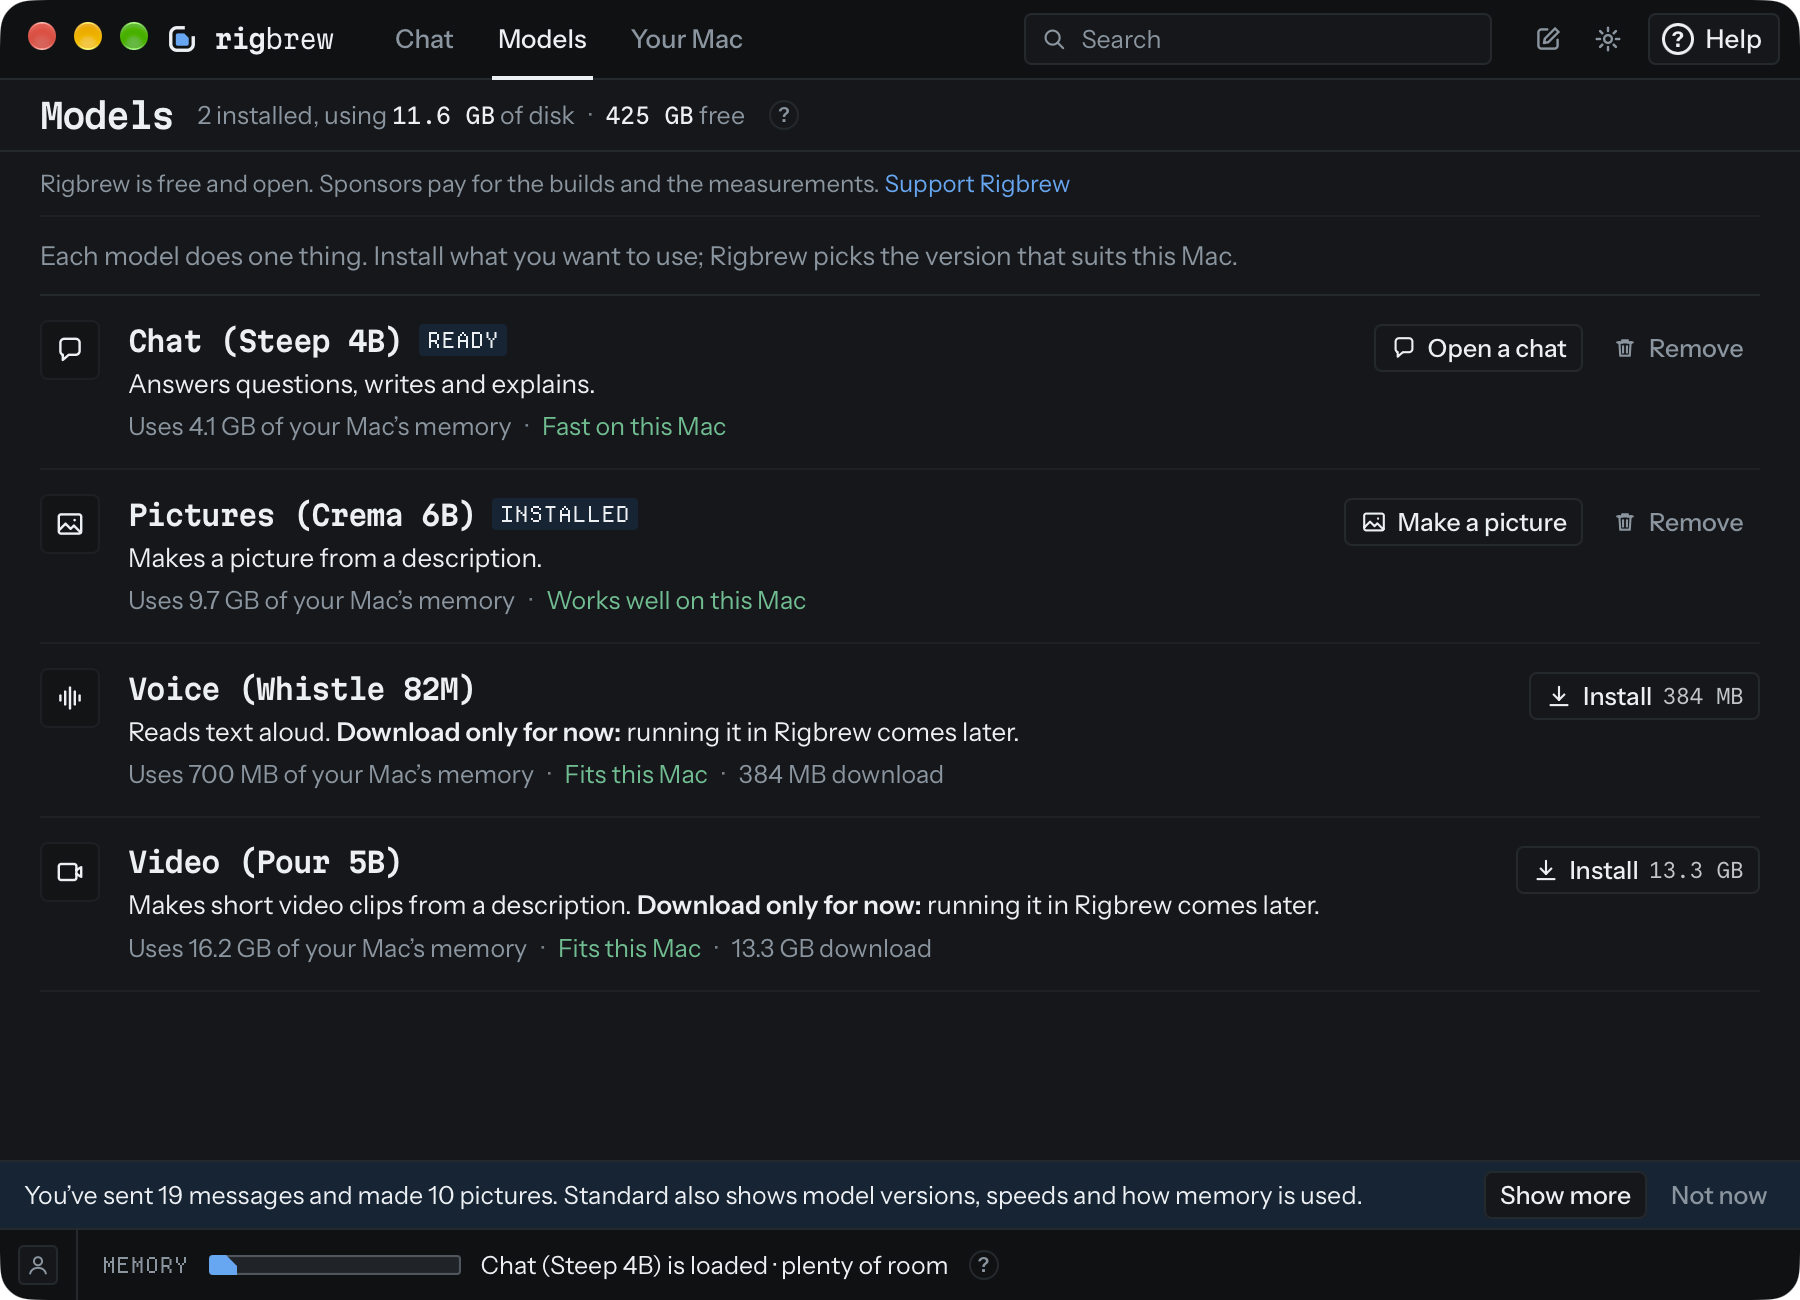 rigbrew Chat Models Your Mac Search Help
Models 2 installed, using 11.6 GB of disk · 425 GB free ?
Rigbrew is free and open. Sponsors pay for the builds and the measurements. Support Rigbrew
Each model does one thing. Install what you want to use; Rigbrew picks the version that suits this Mac.
Chat (Steep 4B) READY Open a chat Remove
Answers questions, writes and explains.
Uses 4.1 GB of your Mac’s memory · Fast on this Mac
Pictures (Crema 6B) INSTALLED Make a picture Remove
Makes a picture from a description.
Uses 9.7 GB of your Mac’s memory · Works well on this Mac
Voice (Whistle 82M) Install 384 MB
Reads text aloud. Download only for now: running it in Rigbrew comes later.
Uses 700 MB of your Mac’s memory · Fits this Mac · 384 MB download
Video (Pour 5B) Install 13.3 GB
Makes short video clips from a description. Download only for now: running it in Rigbrew comes later.
Uses 16.2 GB of your Mac’s memory · Fits this Mac · 13.3 GB download
You’ve sent 19 messages and made 10 pictures. Standard also shows model versions, speeds and how memory is used. Show more Not now
MEMORY Chat (Steep 4B) is loaded · plenty of room ?